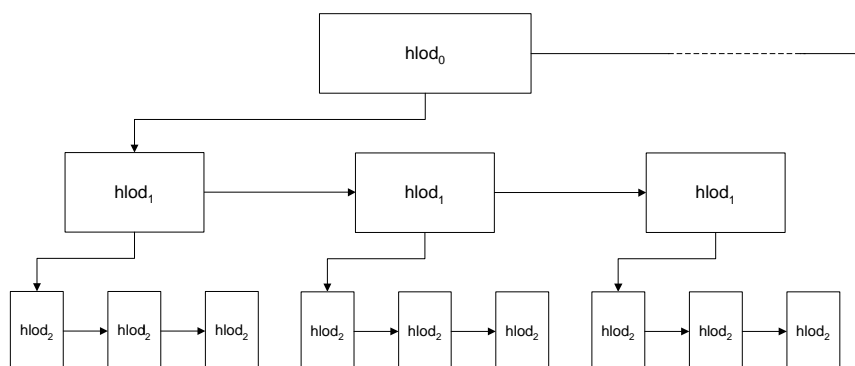 hlod₀
hlod₁ hlod₁ hlod₁
hlod₂ hlod₂ hlod₂ hlod₂ hlod₂ hlod₂ hlod₂ hlod₂ hlod₂